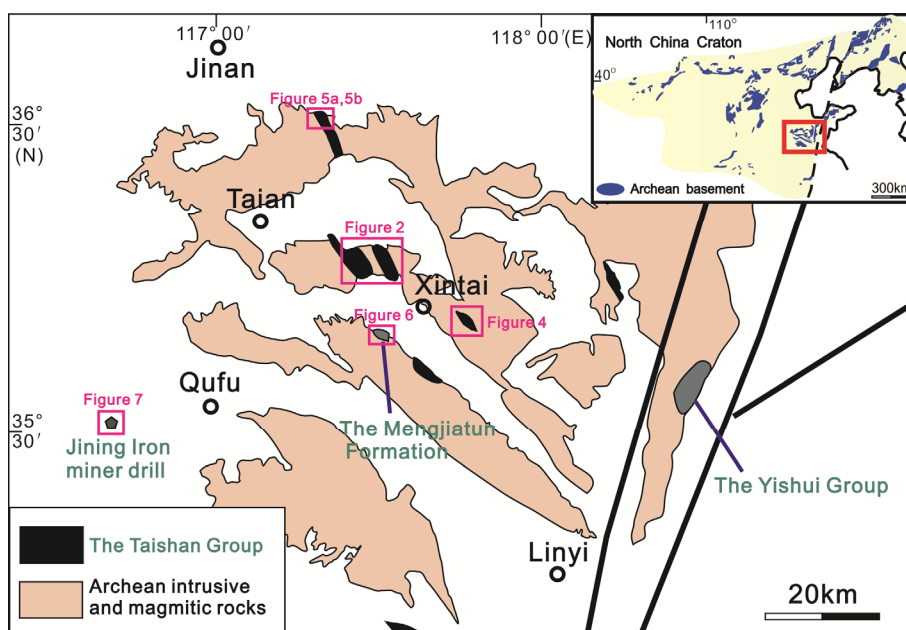 117° 00′
118° 00′(E)
110°
Jinan
North China Craton
40°
Figure 5a,5b
36°
30′
(N)
Archean basement
300km
Taian
Figure 2
Xintai
Figure 6
Figure 4
Qufu
Figure 7
The Mengjiatun
Formation
Jining Iron
miner drill
35°
30′
The Yishui Group
The Taishan Group
Linyi
Archean intrusive
and magmitic rocks
20km